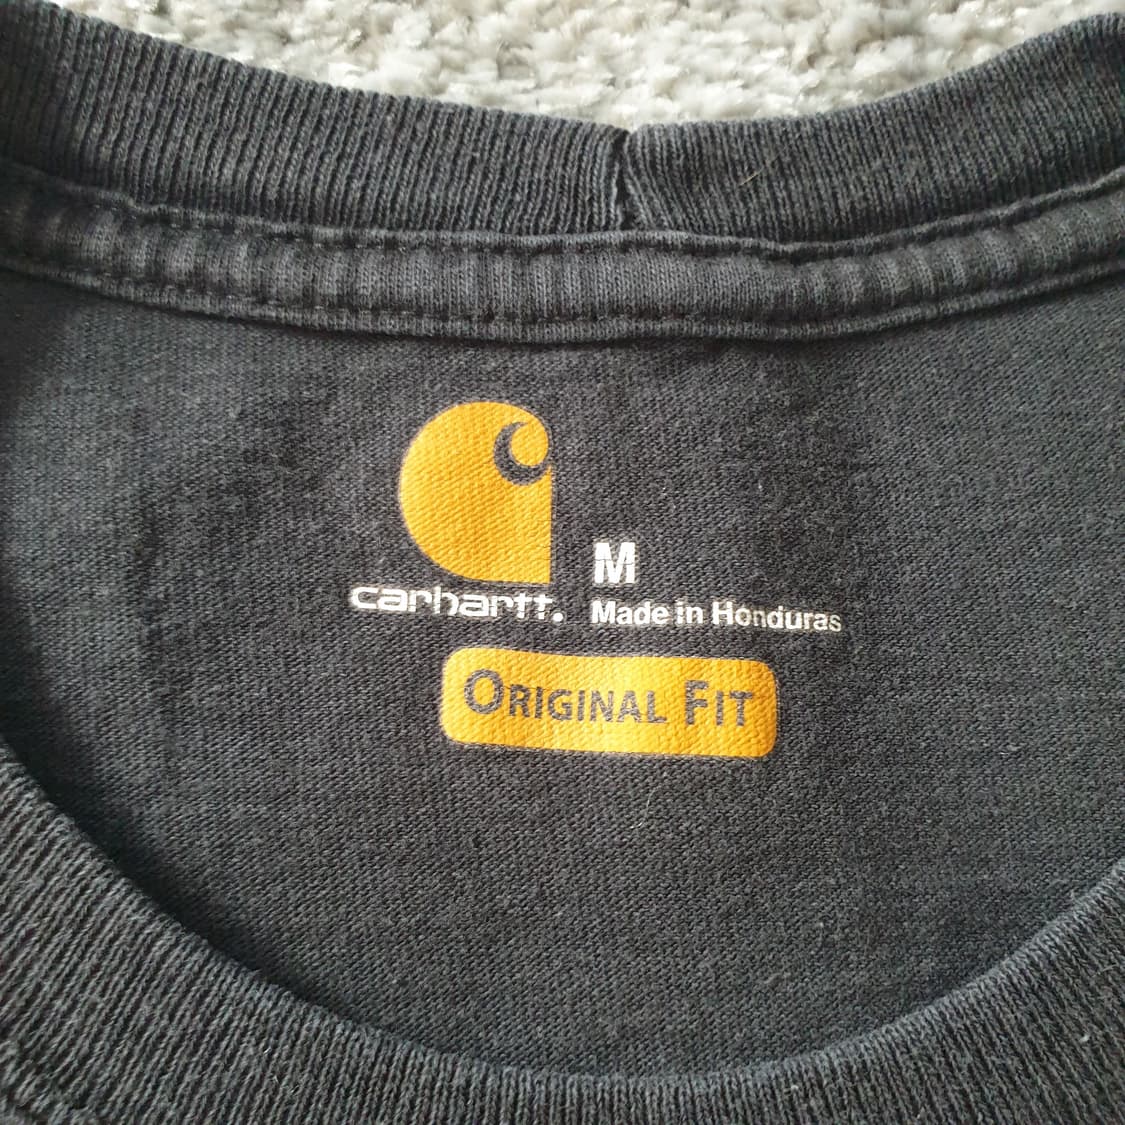 M
carhartt.
Made in Honduras
ORIGINAL FIT